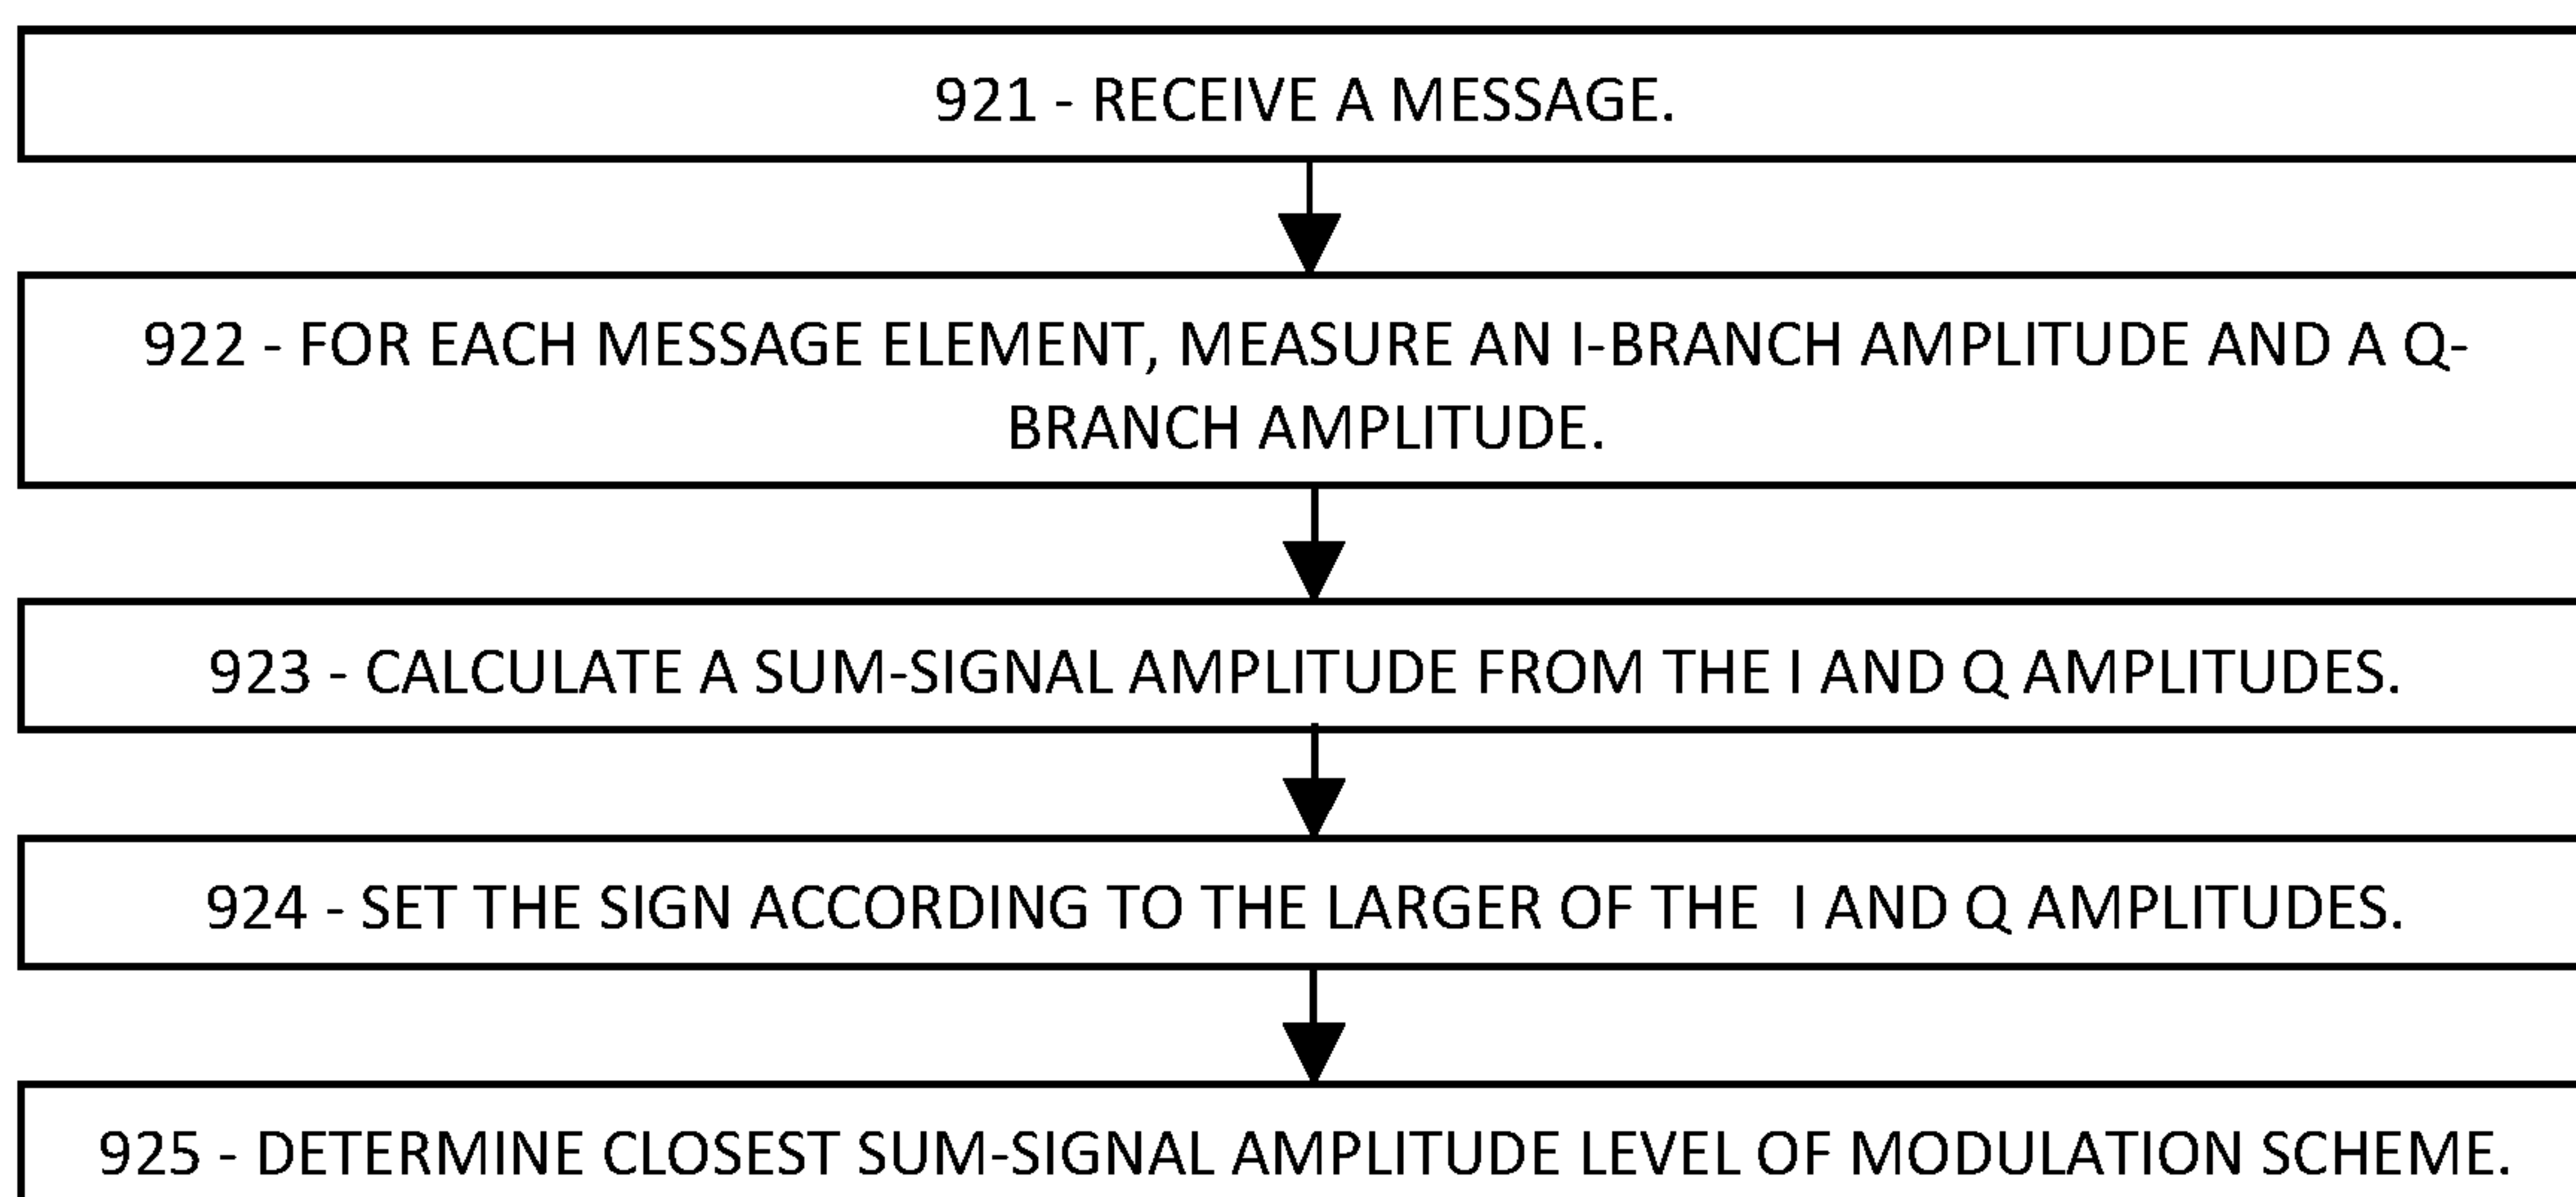 921 - RECEIVE A MESSAGE.
922 - FOR EACH MESSAGE ELEMENT, MEASURE AN I-BRANCH AMPLITUDE AND A Q-
BRANCH AMPLITUDE.
923 - CALCULATE A SUM-SIGNAL AMPLITUDE FROM THE I AND Q AMPLITUDES.
924 - SET THE SIGN ACCORDING TO THE LARGER OF THE  I AND Q AMPLITUDES.
925 - DETERMINE CLOSEST SUM-SIGNAL AMPLITUDE LEVEL OF MODULATION SCHEME.